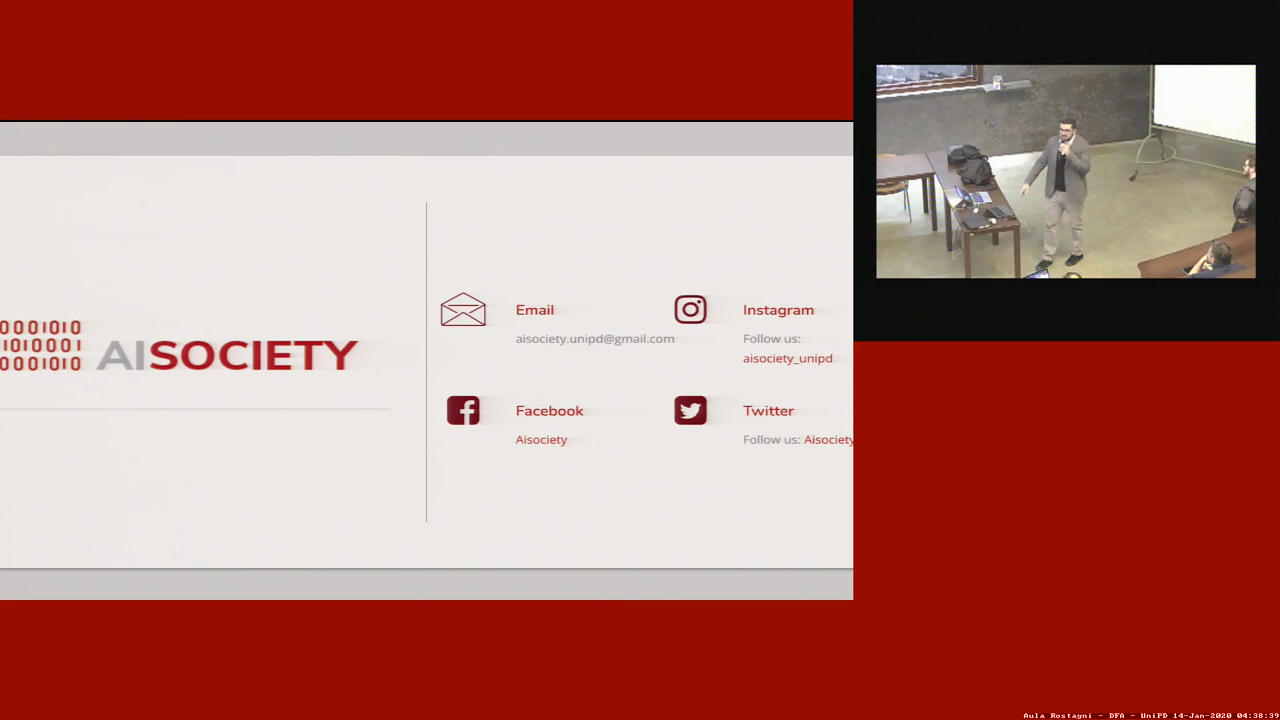 0001010
1010001
0001010
AISOCIETY
Email
aisociety.unipd@gmail.com
Instagram
Follow us:
aisociety_unipd
Facebook
Aisociety
Twitter
Follow us: Aisociety
Aula Rostagni - DFA - UniPD 14-Jan-2020 04:38:39